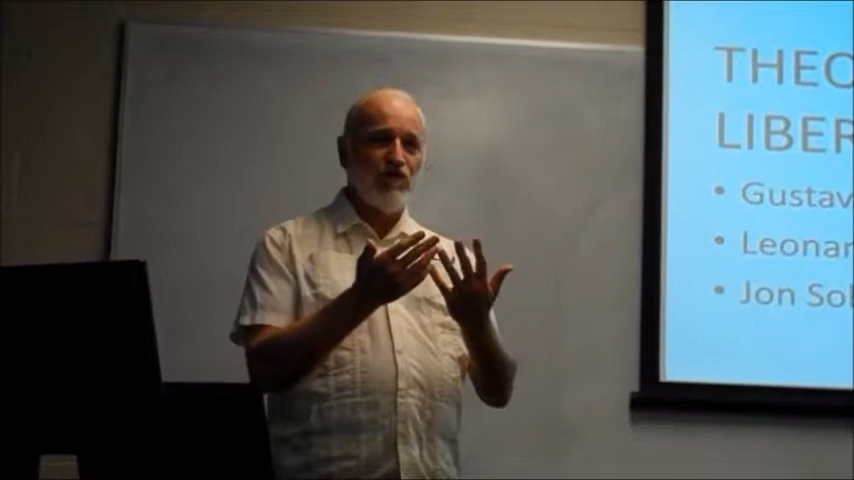 THEO
LIBER
• Gustav
• Leonar
• Jon Sob